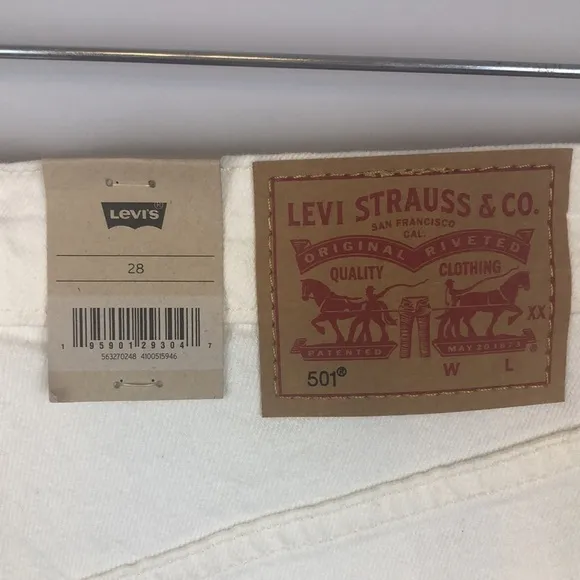 LEVI'S
28
1 95901 29304 7
563270248 4100515946
LEVI STRAUSS & CO.
SAN FRANCISCO
CAL.
ORIGINAL RIVETED
QUALITY CLOTHING
XX
PATENTED MAY 20 1873
501® W L